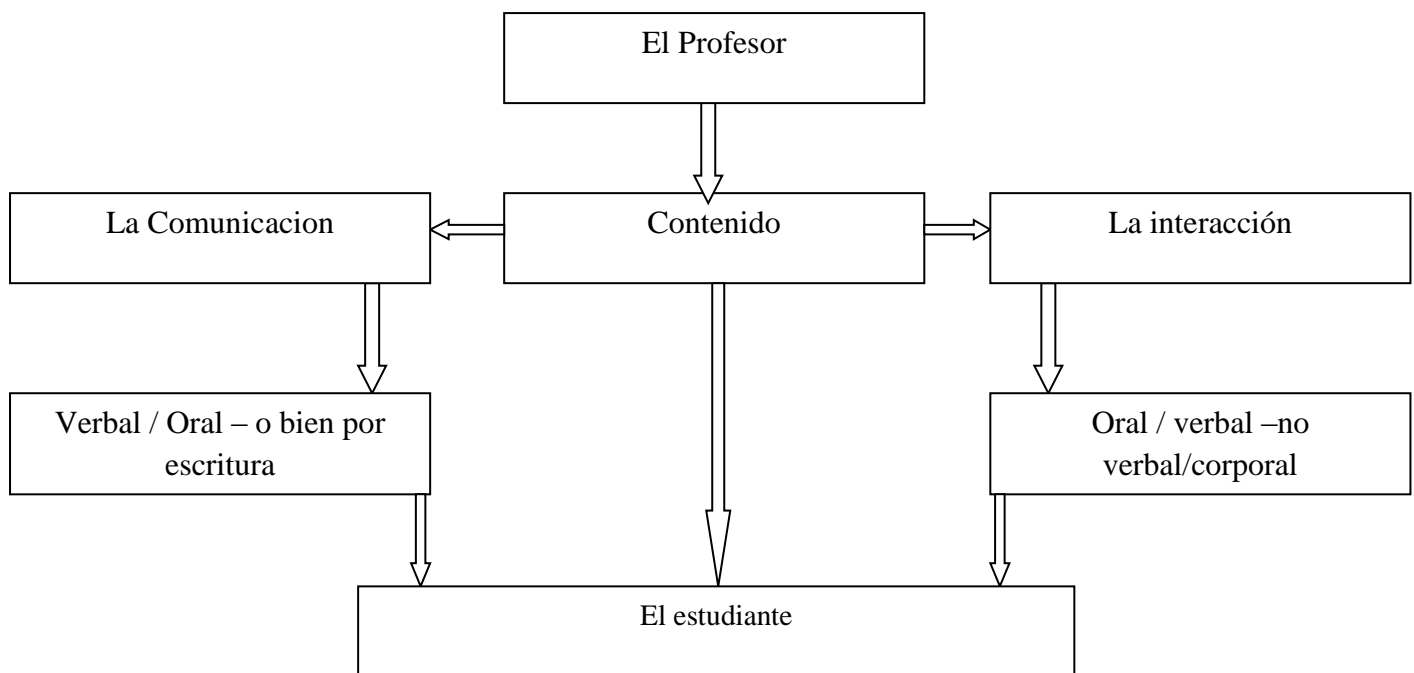 El Profesor
La Comunicacion
Contenido
La interacción
Verbal / Oral – o bien por
escritura
Oral / verbal –no
verbal/corporal
El estudiante